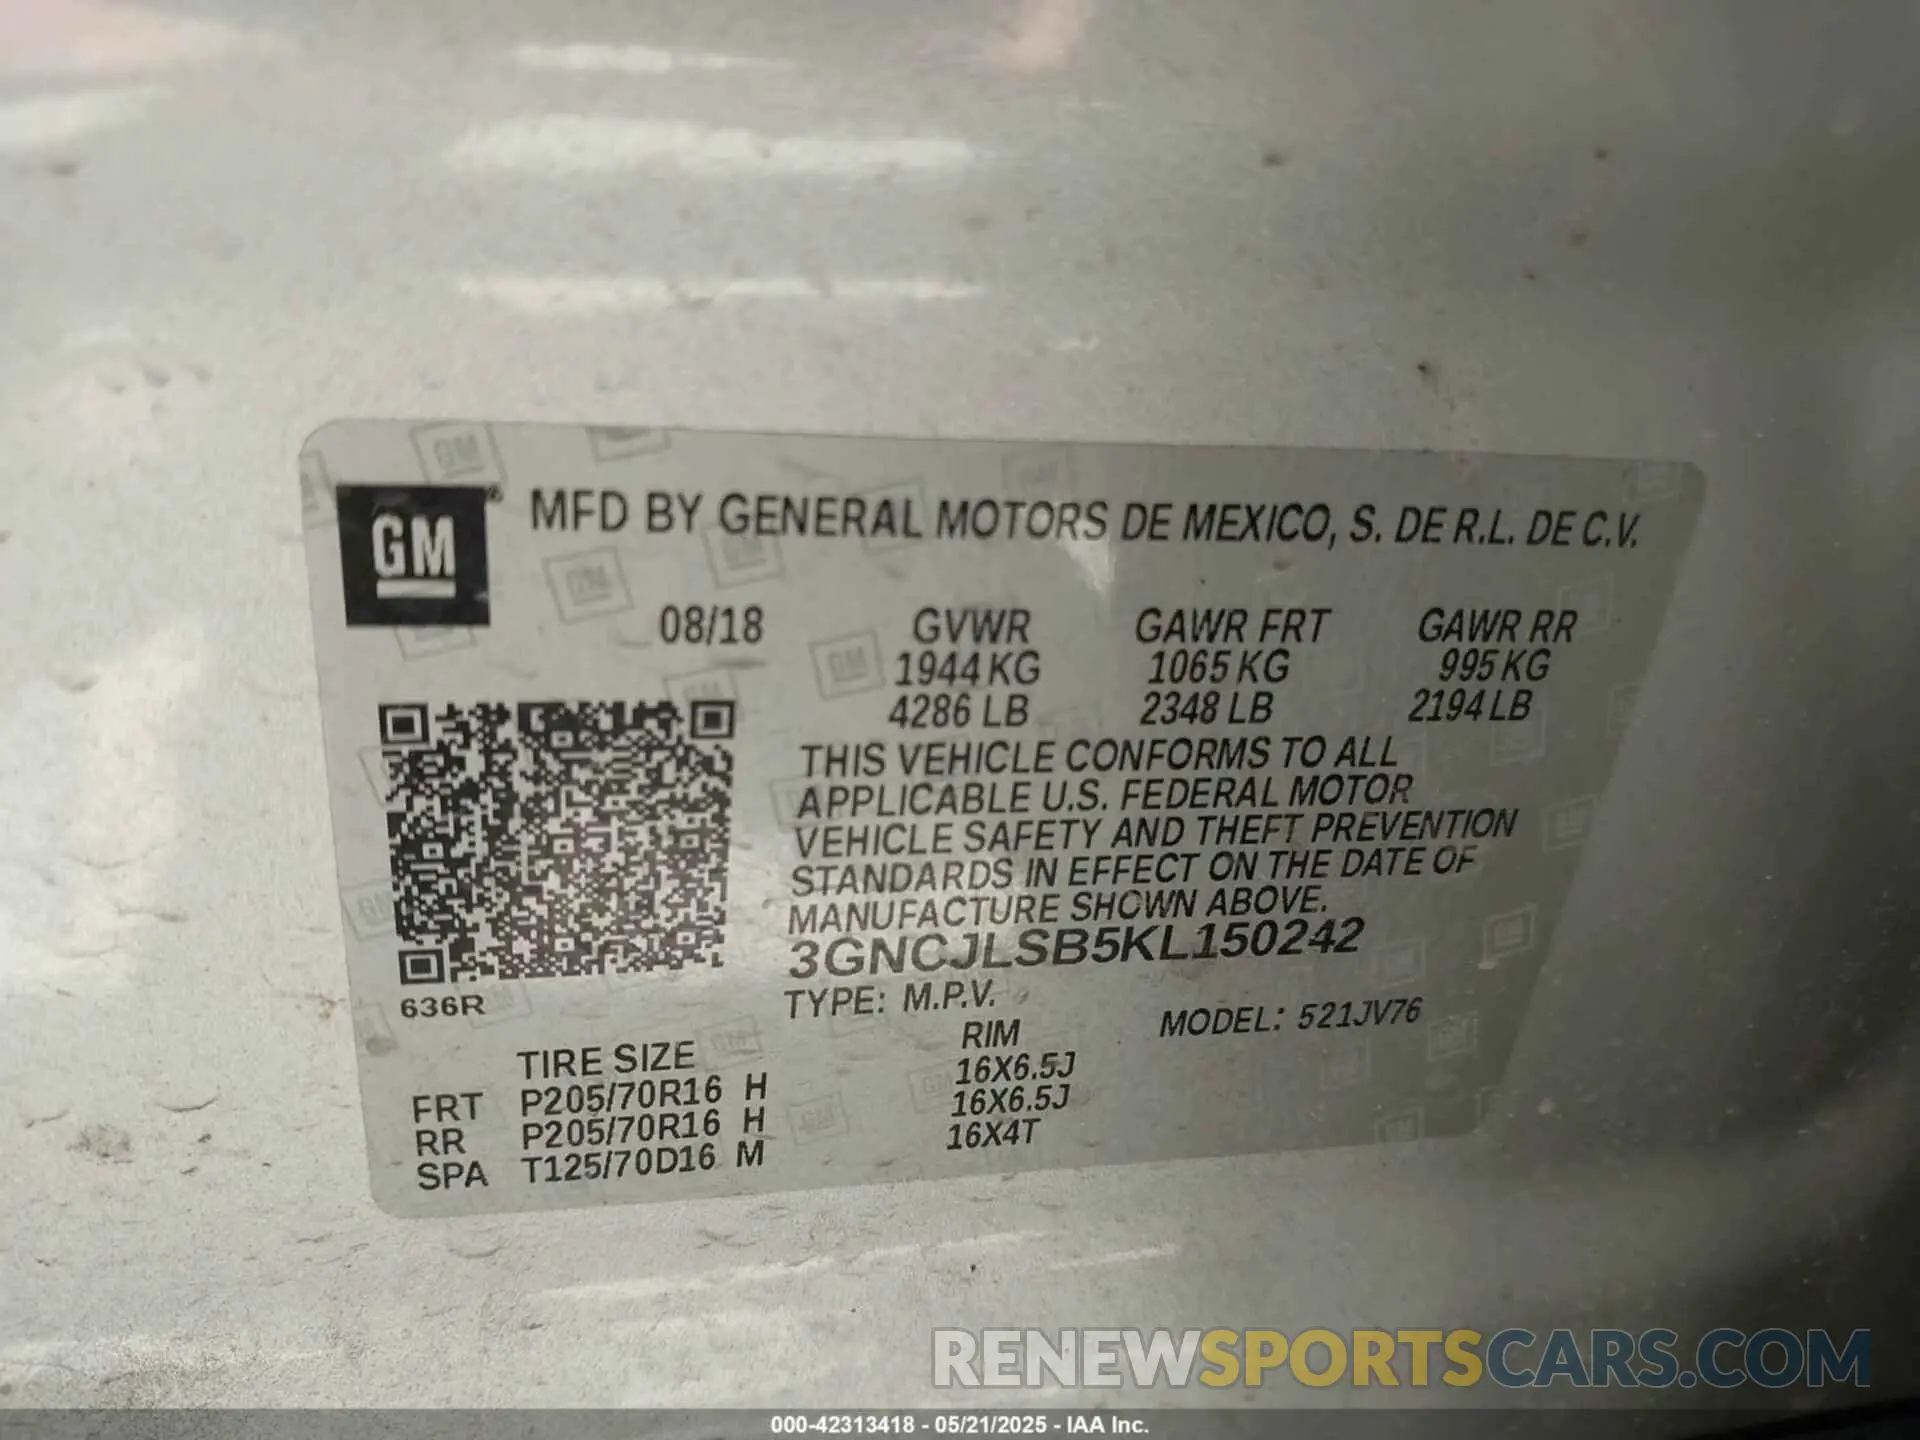 GM® MFD BY GENERAL MOTORS DE MEXICO, S. DE R.L. DE C.V.
08/18 GVWR GAWR FRT GAWR RR
1944 KG 1065 KG 995 KG
4286 LB 2348 LB 2194 LB
THIS VEHICLE CONFORMS TO ALL
APPLICABLE U.S. FEDERAL MOTOR
VEHICLE SAFETY AND THEFT PREVENTION
STANDARDS IN EFFECT ON THE DATE OF
MANUFACTURE SHOWN ABOVE.
3GNCJLSB5KL150242
636R
TYPE: M.P.V. MODEL: 521JV76
TIRE SIZE RIM
FRT P205/70R16 H 16X6.5J
RR P205/70R16 H 16X6.5J
SPA T125/70D16 M 16X4T
RENEWSPORTSCARS.COM
000-42313418 - 05/21/2025 - IAA Inc.